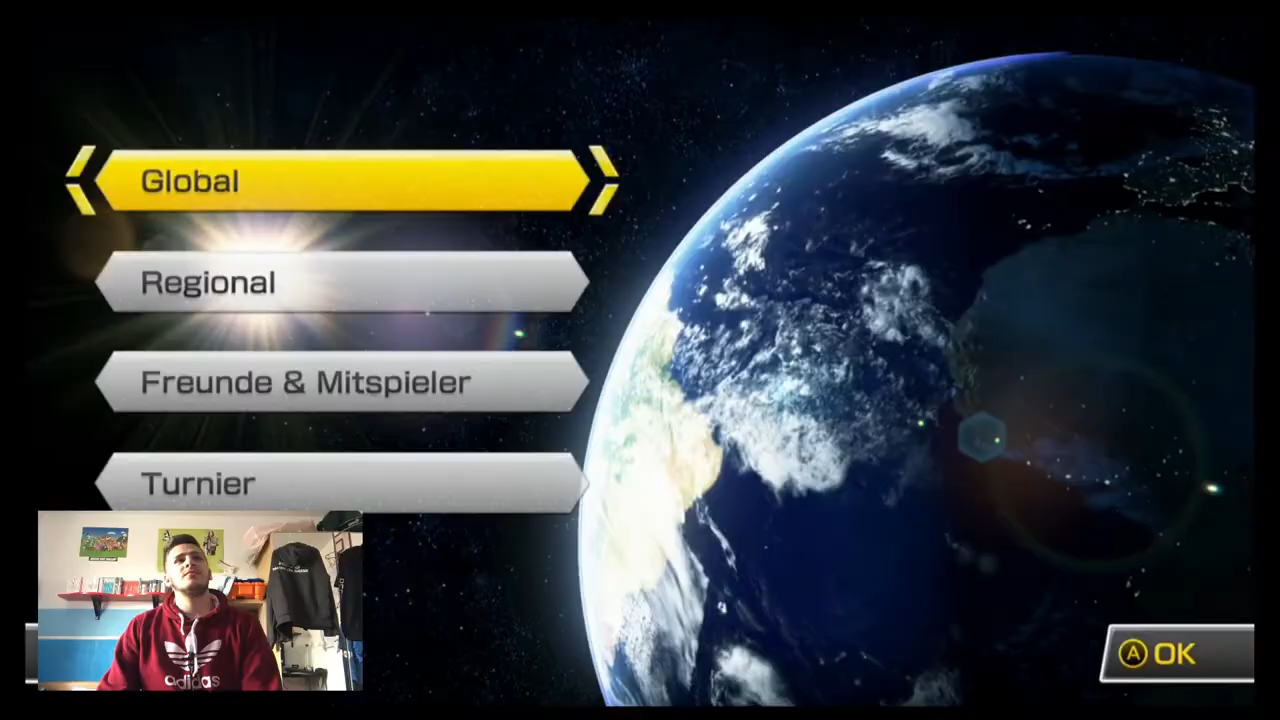 Global
Regional
Freunde & Mitspieler
Turnier
adidas
A OK